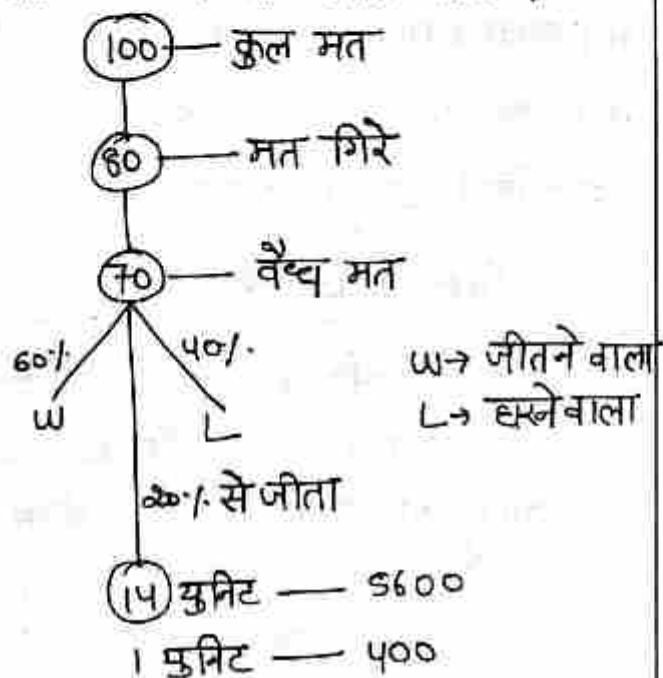 100 — कुल मत
80 — मत गिरे
70 — वैध्य मत
60% 40%
W L
W → जीतने वाला
L → हारने वाला
20% से जीता
14 युनिट — 5600
1 युनिट — 400